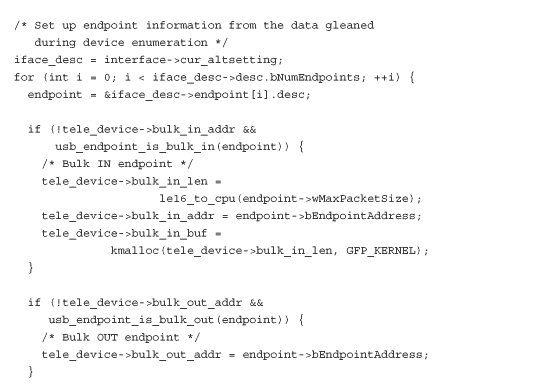 /* Set up endpoint information from the data gleaned
   during device enumeration */
iface_desc = interface->cur_altsetting;
for (int i = 0; i < iface_desc->desc.bNumEndpoints; ++i) {
  endpoint = &iface_desc->endpoint[i].desc;

  if (!tele_device->bulk_in_addr &&
      usb_endpoint_is_bulk_in(endpoint)) {
    /* Bulk IN endpoint */
    tele_device->bulk_in_len =
                     le16_to_cpu(endpoint->wMaxPacketSize);
    tele_device->bulk_in_addr = endpoint->bEndpointAddress;
    tele_device->bulk_in_buf =
              kmalloc(tele_device->bulk_in_len, GFP_KERNEL);
  }

  if (!tele_device->bulk_out_addr &&
     usb_endpoint_is_bulk_out(endpoint)) {
    /* Bulk OUT endpoint */
    tele_device->bulk_out_addr = endpoint->bEndpointAddress;
  }